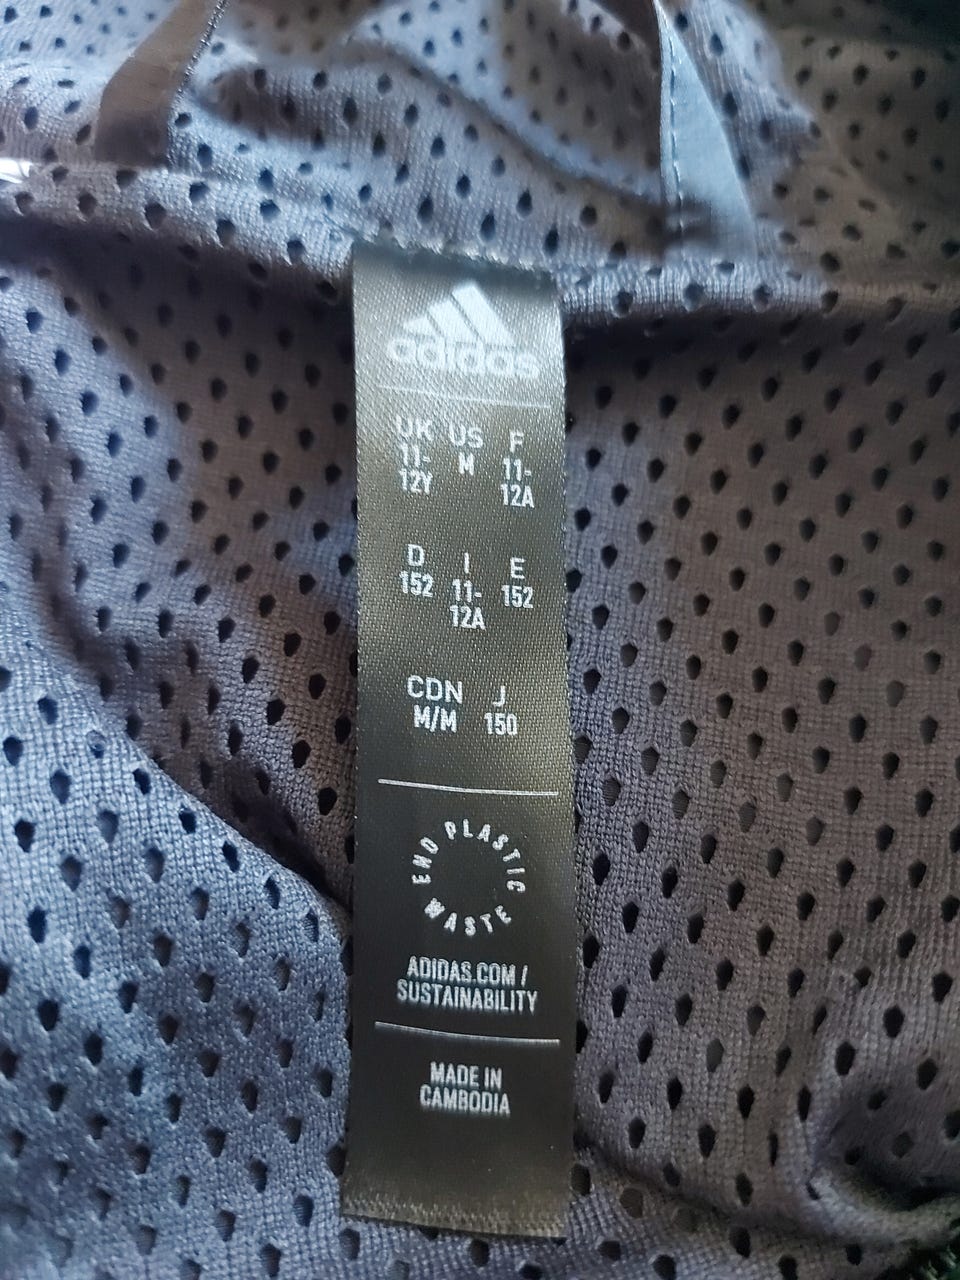 adidas
UK US F
11- M 11-
12Y 12A
D I E
152 11- 152
12A
CDN J
M/M 150
END PLASTIC WASTE
ADIDAS.COM /
SUSTAINABILITY
MADE IN
CAMBODIA